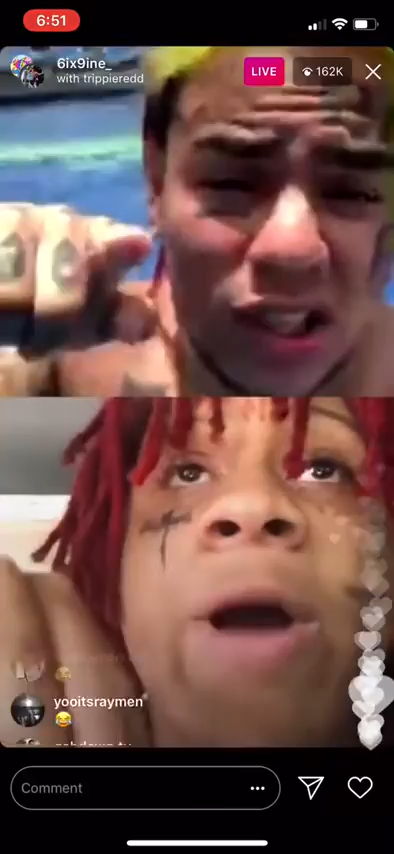 6:51
6ix9ine_
with trippieredd
LIVE
162K
yooitsraymen
😂
Comment